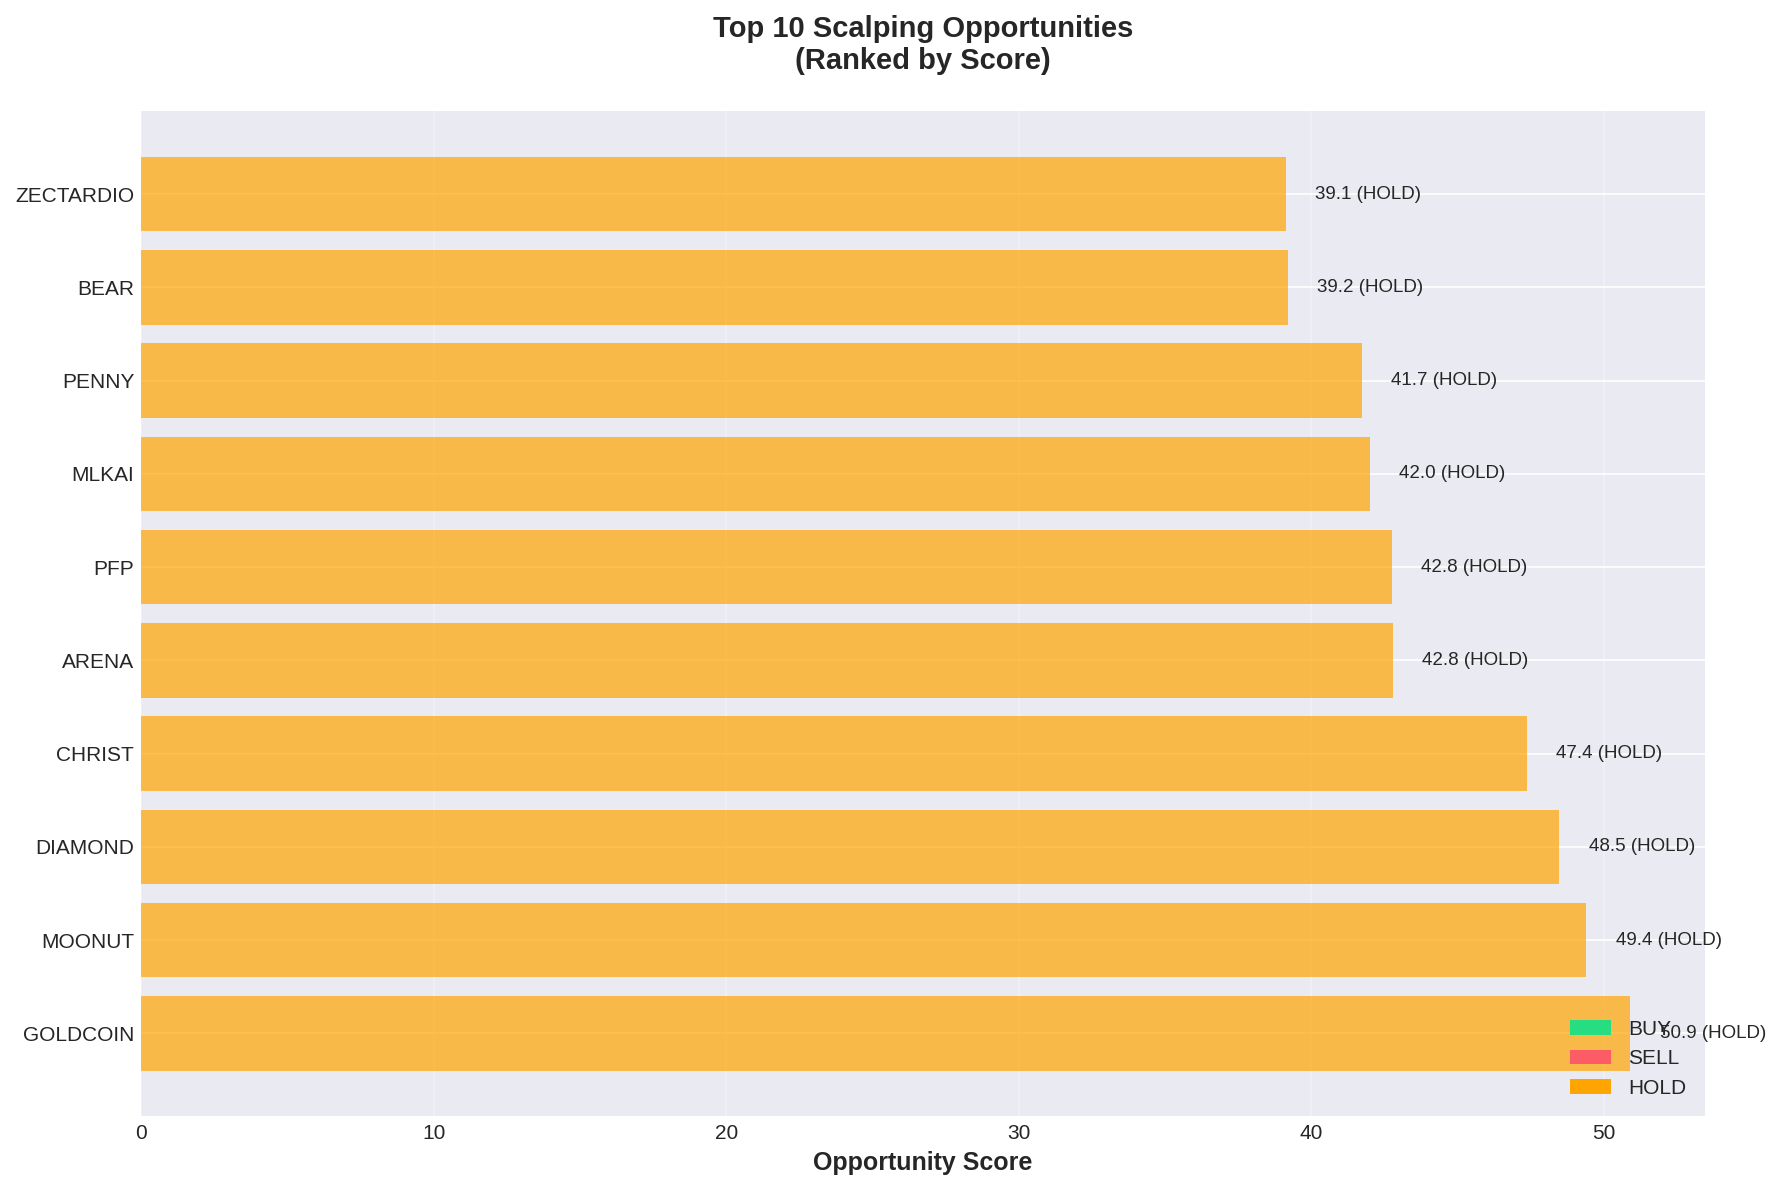 Top 10 Scalping Opportunities
(Ranked by Score)
ZECTARDIO
39.1 (HOLD)
BEAR
39.2 (HOLD)
PENNY
41.7 (HOLD)
MLKAI
42.0 (HOLD)
PFP
42.8 (HOLD)
ARENA
42.8 (HOLD)
CHRIST
47.4 (HOLD)
DIAMOND
48.5 (HOLD)
MOONUT
49.4 (HOLD)
GOLDCOIN
50.9 (HOLD)
BUY
SELL
HOLD
0 10 20 30 40 50
Opportunity Score